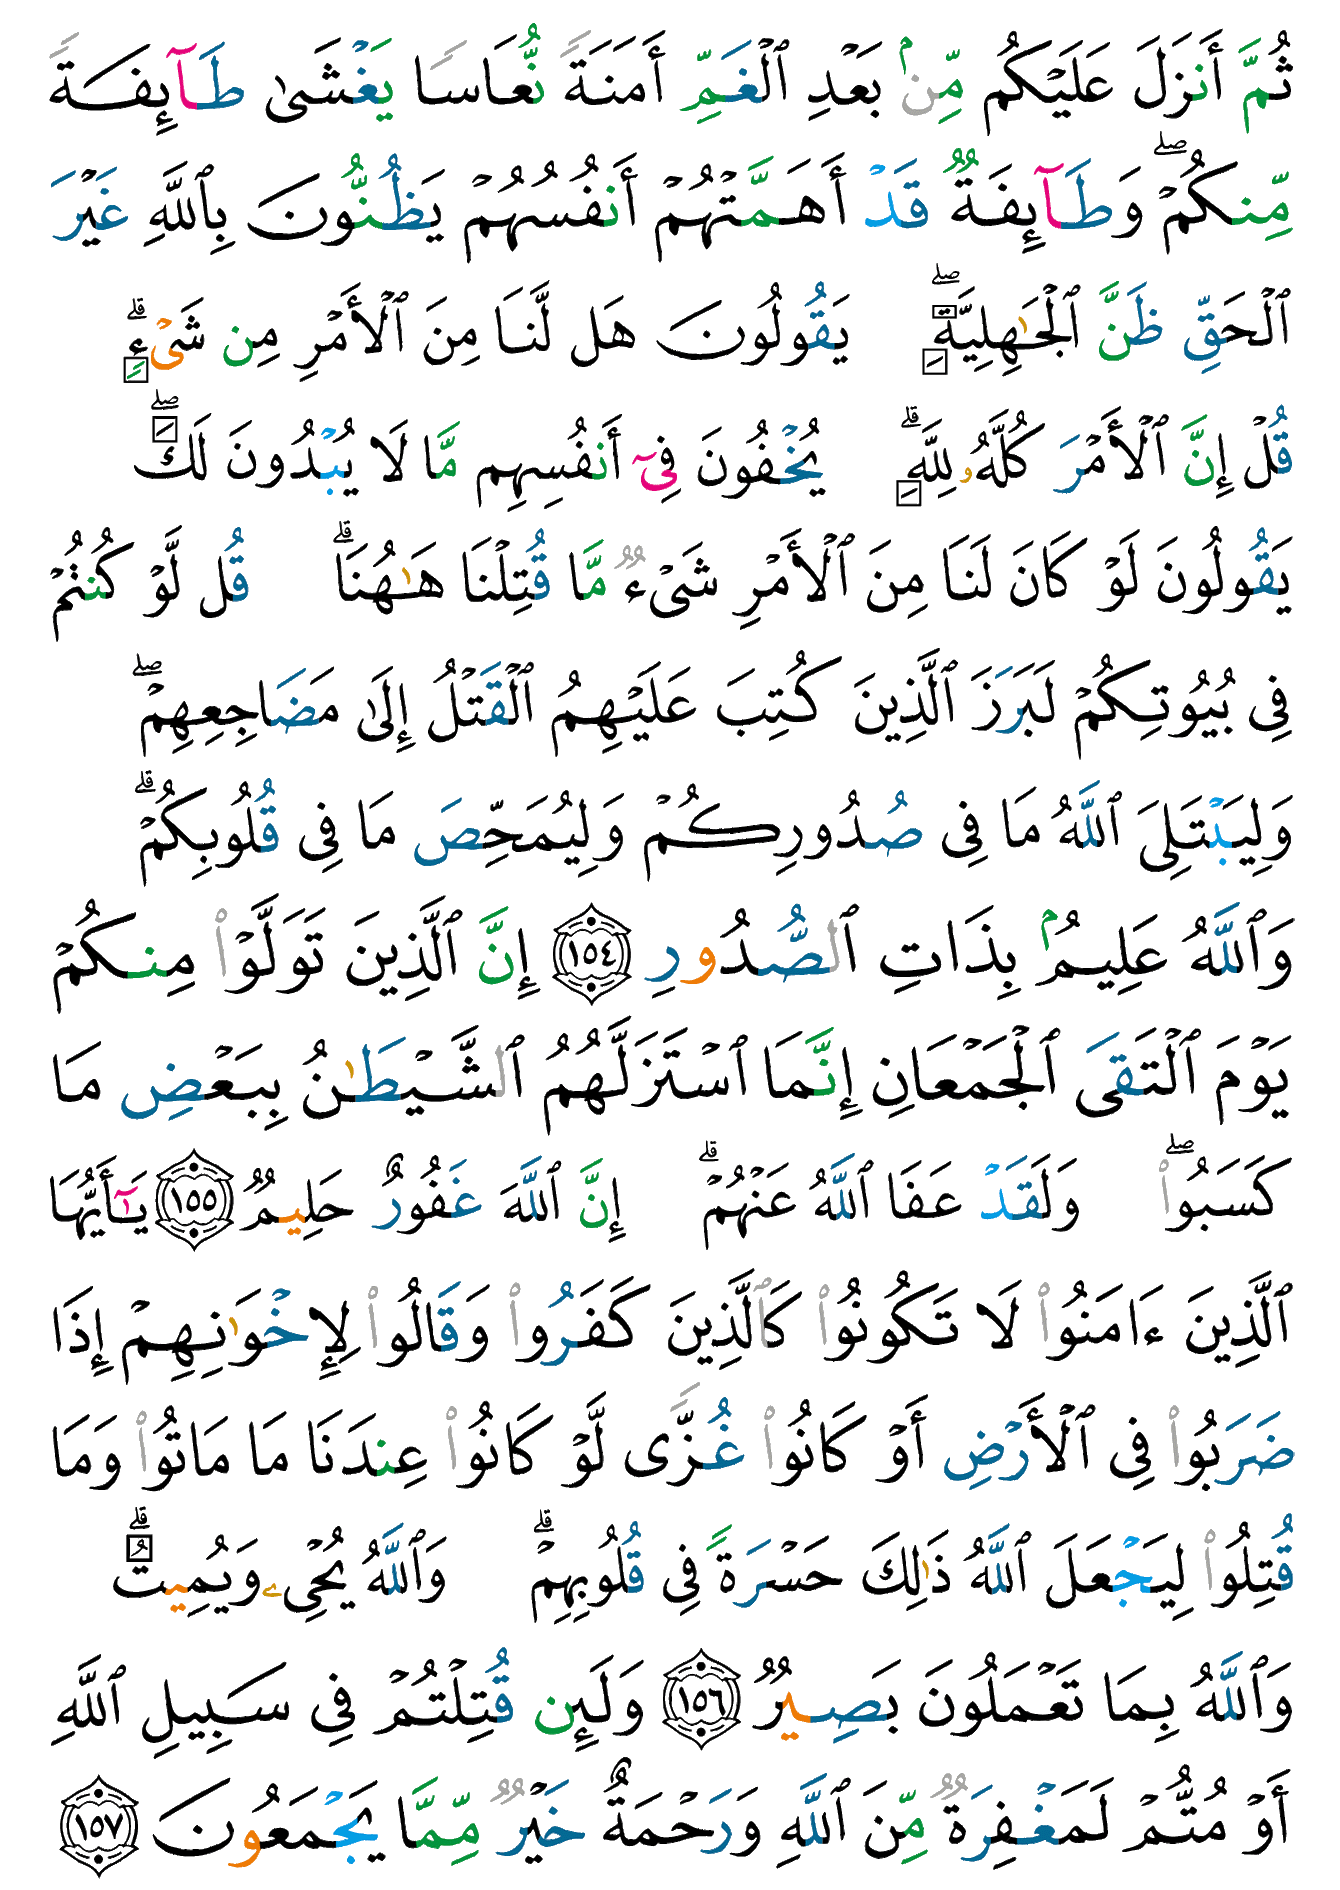 ثُمَّ أَنزَلَ عَلَيْكُم مِّنۢ بَعْدِ ٱلْغَمِّ أَمَنَةً نُّعَاسًا يَغْشَىٰ طَآئِفَةً
مِّنكُمْ ۖ وَطَآئِفَةٌ قَدْ أَهَمَّتْهُمْ أَنفُسُهُمْ يَظُنُّونَ بِٱللَّهِ غَيْرَ
ٱلْحَقِّ ظَنَّ ٱلْجَٰهِلِيَّةِ ۖ يَقُولُونَ هَل لَّنَا مِنَ ٱلْأَمْرِ مِن شَىْءٍ ۗ
قُلْ إِنَّ ٱلْأَمْرَ كُلَّهُۥ لِلَّهِ ۗ يُخْفُونَ فِىٓ أَنفُسِهِم مَّا لَا يُبْدُونَ لَكَ ۖ
يَقُولُونَ لَوْ كَانَ لَنَا مِنَ ٱلْأَمْرِ شَىْءٌ مَّا قُتِلْنَا هَٰهُنَا ۗ قُل لَّوْ كُنتُمْ
فِى بُيُوتِكُمْ لَبَرَزَ ٱلَّذِينَ كُتِبَ عَلَيْهِمُ ٱلْقَتْلُ إِلَىٰ مَضَاجِعِهِمْ ۖ
وَلِيَبْتَلِىَ ٱللَّهُ مَا فِى صُدُورِكُمْ وَلِيُمَحِّصَ مَا فِى قُلُوبِكُمْ ۗ
وَٱللَّهُ عَلِيمُۢ بِذَاتِ ٱلصُّدُورِ ١٥٤ إِنَّ ٱلَّذِينَ تَوَلَّوْا۟ مِنكُمْ
يَوْمَ ٱلْتَقَى ٱلْجَمْعَانِ إِنَّمَا ٱسْتَزَلَّهُمُ ٱلشَّيْطَٰنُ بِبَعْضِ مَا
كَسَبُوا۟ ۖ وَلَقَدْ عَفَا ٱللَّهُ عَنْهُمْ ۗ إِنَّ ٱللَّهَ غَفُورٌ حَلِيمٌ ١٥٥ يَٰٓأَيُّهَا
ٱلَّذِينَ ءَامَنُوا۟ لَا تَكُونُوا۟ كَٱلَّذِينَ كَفَرُوا۟ وَقَالُوا۟ لِإِخْوَٰنِهِمْ إِذَا
ضَرَبُوا۟ فِى ٱلْأَرْضِ أَوْ كَانُوا۟ غُزًّى لَّوْ كَانُوا۟ عِندَنَا مَا مَاتُوا۟ وَمَا
قُتِلُوا۟ لِيَجْعَلَ ٱللَّهُ ذَٰلِكَ حَسْرَةً فِى قُلُوبِهِمْ ۗ وَٱللَّهُ يُحْىِۦ وَيُمِيتُ ۗ
وَٱللَّهُ بِمَا تَعْمَلُونَ بَصِيرٌ ١٥٦ وَلَئِن قُتِلْتُمْ فِى سَبِيلِ ٱللَّهِ
أَوْ مُتُّمْ لَمَغْفِرَةٌ مِّنَ ٱللَّهِ وَرَحْمَةٌ خَيْرٌ مِّمَّا يَجْمَعُونَ ١٥٧